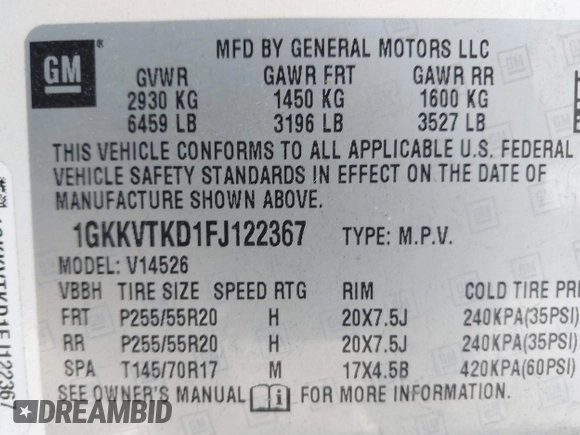 GM ®
MFD BY GENERAL MOTORS LLC
GVWR GAWR FRT GAWR RR
2930 KG 1450 KG 1600 KG
6459 LB 3196 LB 3527 LB
THIS VEHICLE CONFORMS TO ALL APPLICABLE U.S. FEDERAL
VEHICLE SAFETY STANDARDS IN EFFECT ON THE DATE OF
MANUFACTURE SHOWN ABOVE.
1GKKVTKD1FJ122367 TYPE: M.P.V.
MODEL: V14526
VBBH TIRE SIZE SPEED RTG RIM COLD TIRE PR
FRT P255/55R20 H 20X7.5J 240KPA(35PSI)
RR P255/55R20 H 20X7.5J 240KPA(35PSI)
SPA T145/70R17 M 17X4.5B 420KPA(60PSI)
SEE OWNER'S MANUAL i FOR MORE INFORMATION.
1GKKVTKD1FJ122367
DREAMBID